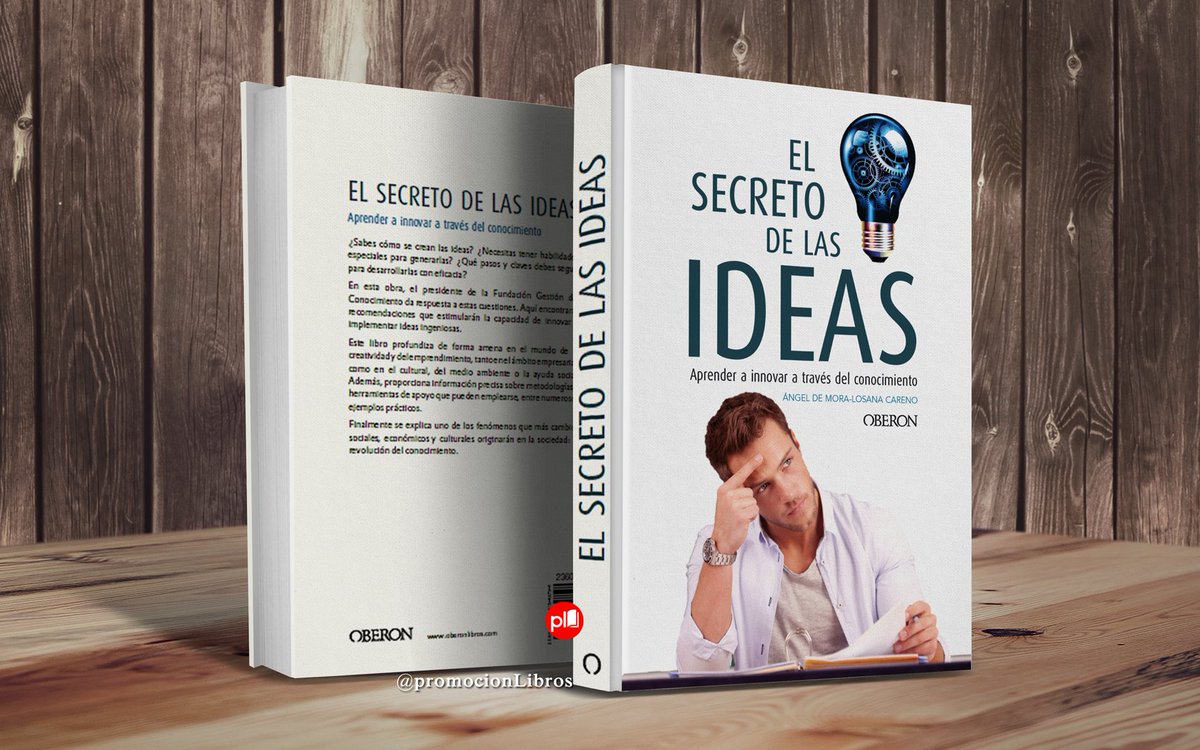 EL SECRETO DE LAS IDEAS
Aprender a innovar a través del conocimiento
¿Sabes cómo se crean las ideas? ¿Necesitas tener
especiales para generarlas? ¿Qué pasos y claves debes
para desarrollarlas con eficacia?
En esta obra, el presidente de la Fundación Gestión
Conocimiento da respuesta a estas cuestiones. Aquí
recomendaciones que estimularán la capacidad de innovar
implementar ideas ingeniosas.
Este libro profundiza de forma amena en el mundo de
creatividad y del emprendimiento, tanto en el ámbito
como en el cultural, del medio ambiente o la ayuda
Además, proporciona información precisa sobre metodologías
herramientas de apoyo que pueden emplearse, entre
ejemplos prácticos.
Finalmente se explica uno de los fenómenos que más
sociales, económicos y culturales originarán en la sociedad:
revolución del conocimiento.
2360
OBERON
www.oberonlibros.com
pl
@promocionLibros
EL SECRETO DE LAS IDEAS
EL
SECRETO
DE LAS
IDEAS
Aprender a innovar a través del conocimiento
ÁNGEL DE MORA-LOSANA CARENO
OBERON